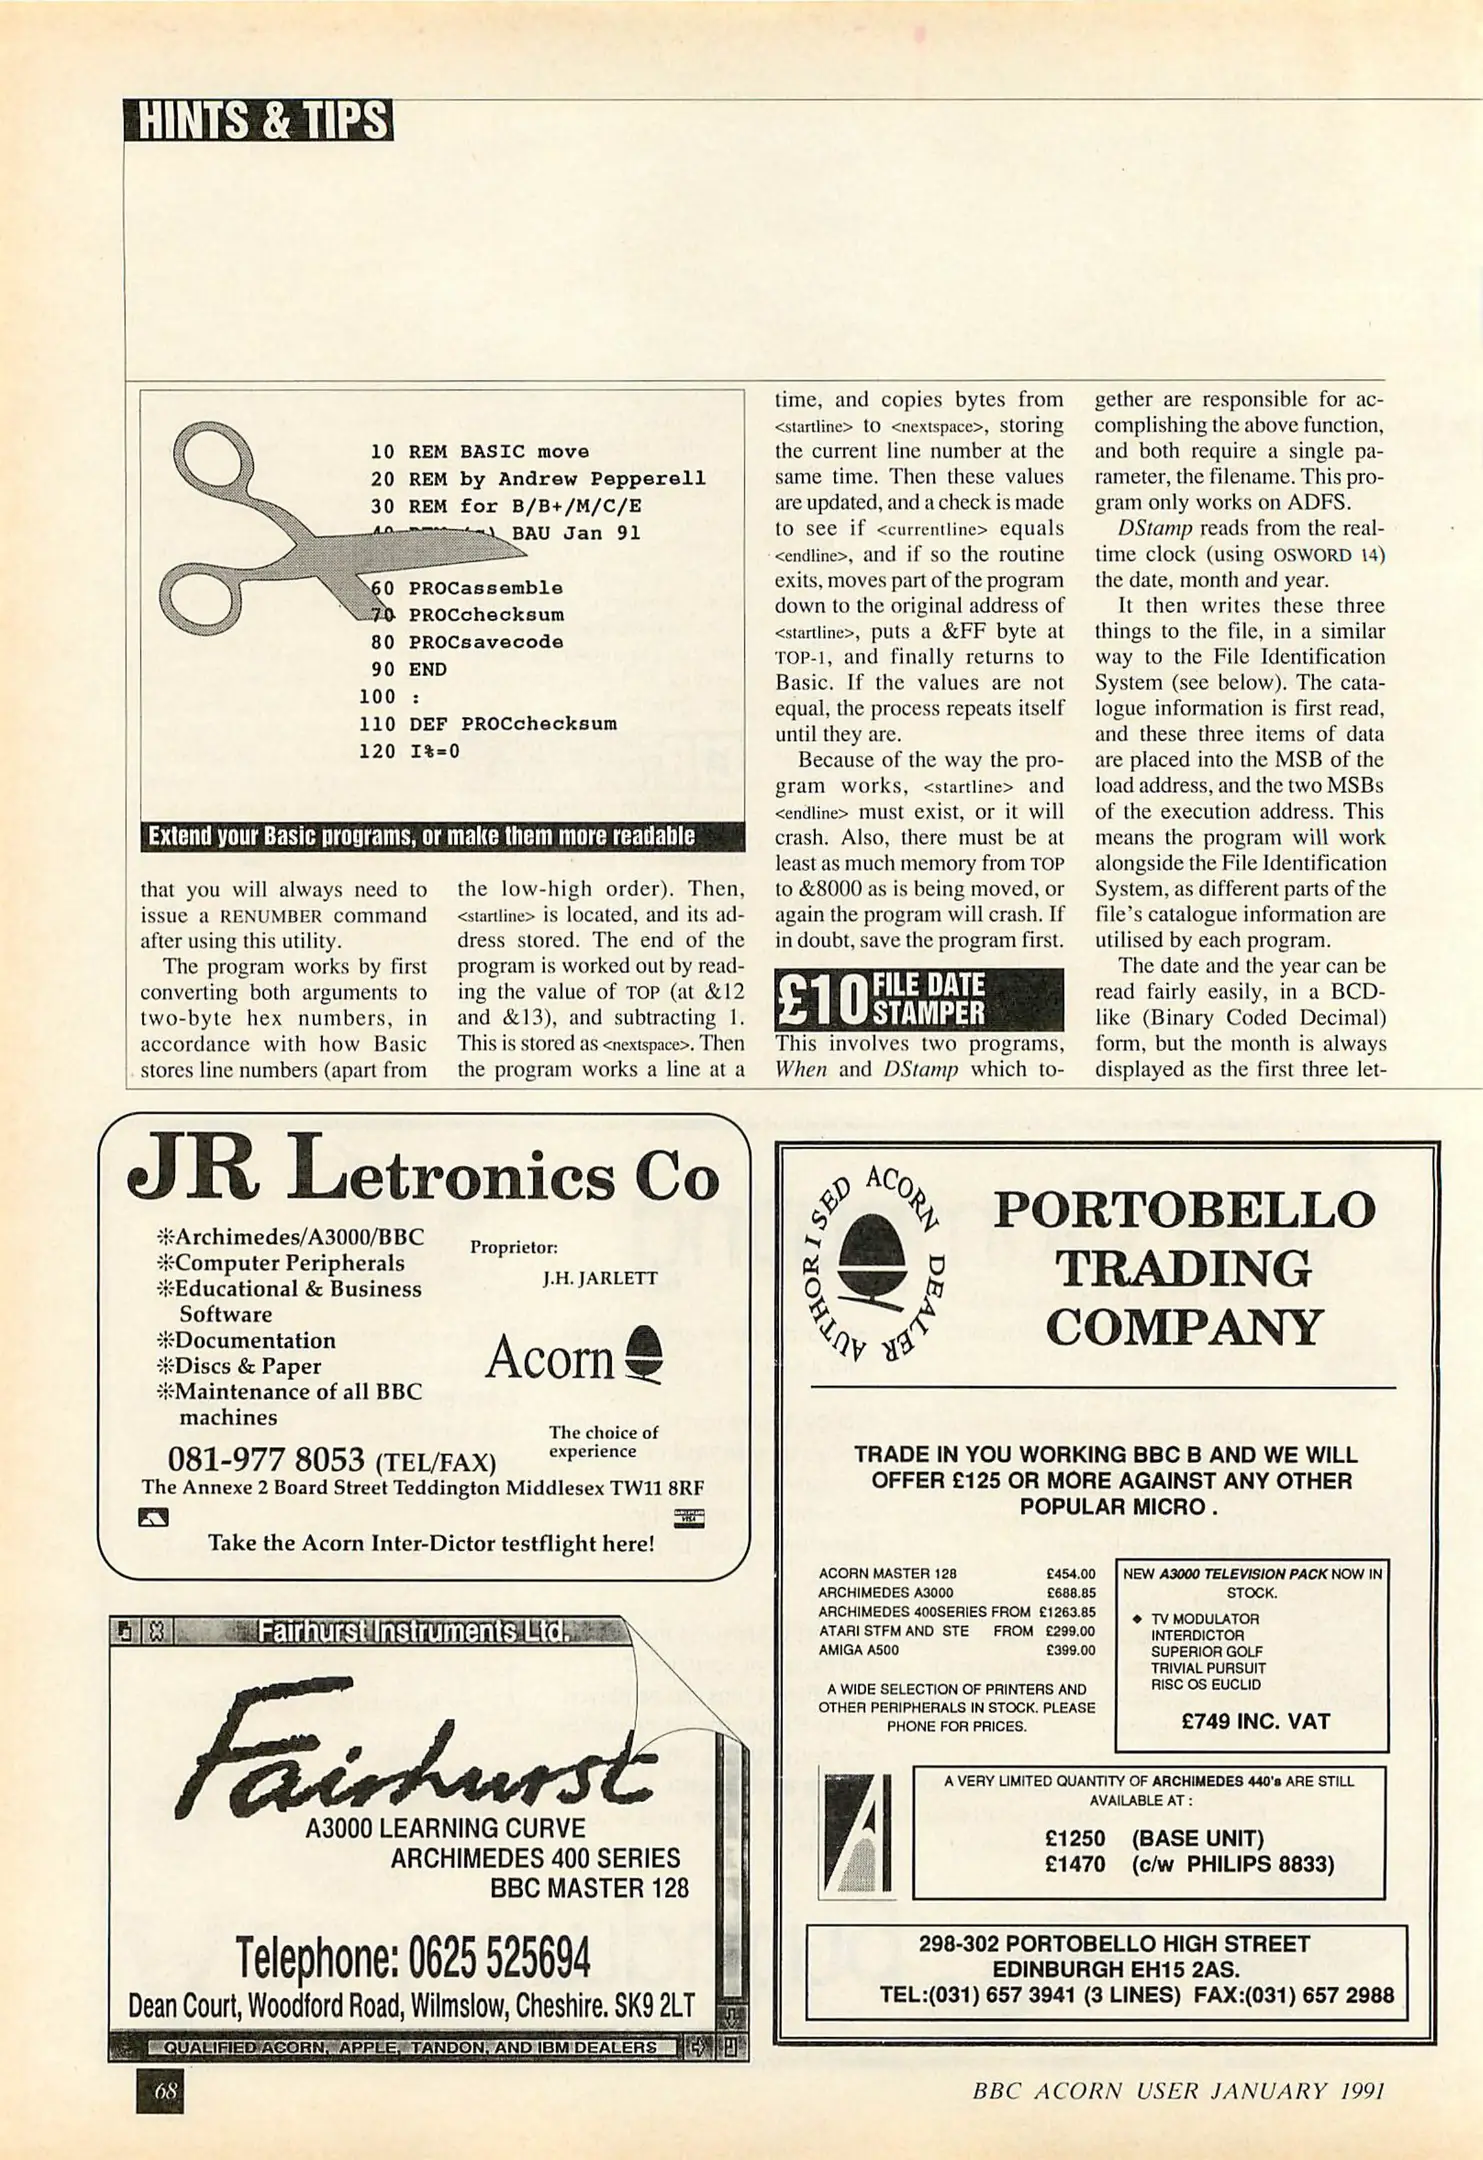 HINTS & TIPS
10 REM BASIC move
20 REM by Andrew Pepperell
30 REM for B/B+/M/C/E
BAU Jan 91
60 PROCassemble
70 PROCchecksum
80 PROCsavecode
90 END
100 :
110 DEF PROCchecksum
120 I%=0
Extend your Basic programs, or make them more readable
that you will always need to
issue a RENUMBER command
after using this utility.
The program works by first
converting both arguments to
two-byte hex numbers, in
accordance with how Basic
stores line numbers (apart from
the low-high order). Then,
<startline> is located, and its ad-
dress stored. The end of the
program is worked out by read-
ing the value of TOP (at &12
and &13), and subtracting 1.
This is stored as <nextspace>. Then
the program works a line at a
time, and copies bytes from
<startline> to <nextspace>, storing
the current line number at the
same time. Then these values
are updated, and a check is made
to see if <currentline> equals
<endline>, and if so the routine
exits, moves part of the program
down to the original address of
<startline>, puts a &FF byte at
TOP-1, and finally returns to
Basic. If the values are not
equal, the process repeats itself
until they are.
Because of the way the pro-
gram works, <startline> and
<endline> must exist, or it will
crash. Also, there must be at
least as much memory from TOP
to &8000 as is being moved, or
again the program will crash. If
in doubt, save the program first.
£10 FILE DATE
STAMPER
This involves two programs,
When and DStamp which to-
gether are responsible for ac-
complishing the above function,
and both require a single pa-
rameter, the filename. This pro-
gram only works on ADFS.
DStamp reads from the real-
time clock (using OSWORD 14)
the date, month and year.
It then writes these three
things to the file, in a similar
way to the File Identification
System (see below). The cata-
logue information is first read,
and these three items of data
are placed into the MSB of the
load address, and the two MSBs
of the execution address. This
means the program will work
alongside the File Identification
System, as different parts of the
file's catalogue information are
utilised by each program.
The date and the year can be
read fairly easily, in a BCD-
like (Binary Coded Decimal)
form, but the month is always
displayed as the first three let-
JR Letronics Co
❊Archimedes/A3000/BBC
❊Computer Peripherals
❊Educational & Business
Software
❊Documentation
❊Discs & Paper
❊Maintenance of all BBC
machines
Proprietor:
J.H. JARLETT
Acorn
The choice of
experience
081-977 8053 (TEL/FAX)
The Annexe 2 Board Street Teddington Middlesex TW11 8RF
VISA
Take the Acorn Inter-Dictor testflight here!
Fairhurst Instruments Ltd.
Fairhurst
A3000 LEARNING CURVE
ARCHIMEDES 400 SERIES
BBC MASTER 128
Telephone: 0625 525694
Dean Court, Woodford Road, Wilmslow, Cheshire. SK9 2LT
QUALIFIED ACORN, APPLE, TANDON, AND IBM DEALERS
AUTHORISED ACORN DEALER
PORTOBELLO
TRADING
COMPANY
TRADE IN YOU WORKING BBC B AND WE WILL
OFFER £125 OR MORE AGAINST ANY OTHER
POPULAR MICRO .
ACORN MASTER 128 £454.00
ARCHIMEDES A3000 £688.85
ARCHIMEDES 400SERIES FROM £1263.85
ATARI STFM AND STE FROM £299.00
AMIGA A500 £399.00
A WIDE SELECTION OF PRINTERS AND
OTHER PERIPHERALS IN STOCK. PLEASE
PHONE FOR PRICES.
NEW A3000 TELEVISION PACK NOW IN
STOCK.
◆ TV MODULATOR
INTERDICTOR
SUPERIOR GOLF
TRIVIAL PURSUIT
RISC OS EUCLID
£749 INC. VAT
A VERY LIMITED QUANTITY OF ARCHIMEDES 440's ARE STILL
AVAILABLE AT :
£1250 (BASE UNIT)
£1470 (c/w PHILIPS 8833)
298-302 PORTOBELLO HIGH STREET
EDINBURGH EH15 2AS.
TEL:(031) 657 3941 (3 LINES) FAX:(031) 657 2988
68
BBC ACORN USER JANUARY 1991